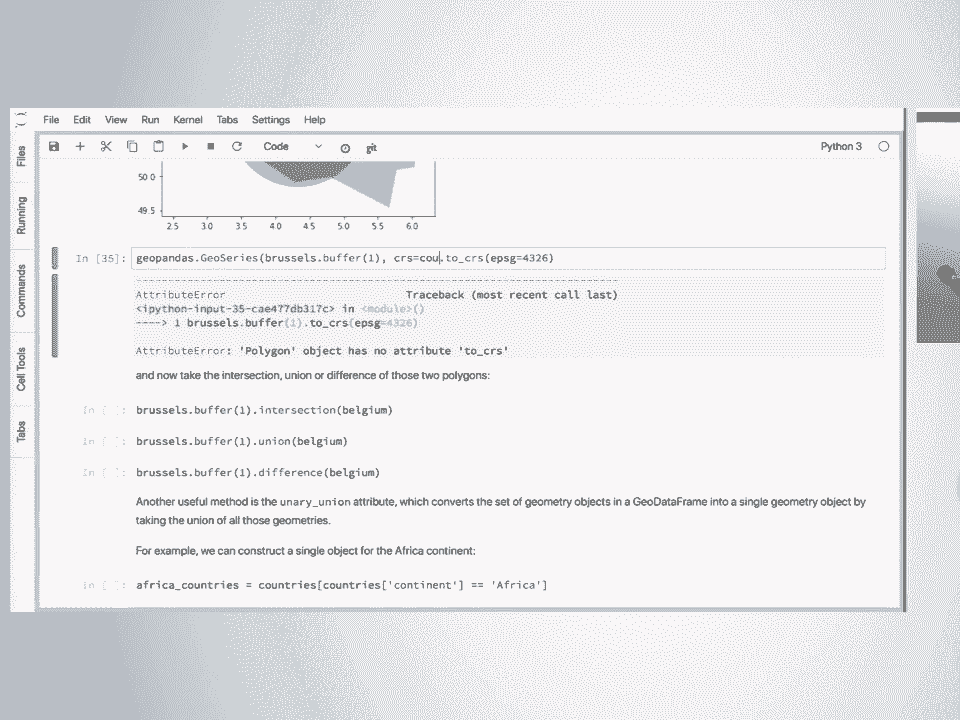 File Edit View Run Kernel Tabs Settings Help
Code git Python 3
Files
Running
Commands
Cell Tools
Tabs
50.0
49.5
2.5 3.0 3.5 4.0 4.5 5.0 5.5 6.0
In [35]: geopandas.GeoSeries(brussels.buffer(1), crs=cou.to_crs(epsg=4326)
AttributeError Traceback (most recent call last)
<ipython-input-35-cae477db317c> in <module>()
----> 1 brussels.buffer(1).to_crs(epsg=4326)
AttributeError: 'Polygon' object has no attribute 'to_crs'
and now take the intersection, union or difference of those two polygons:
In [ ]: brussels.buffer(1).intersection(belgium)
In [ ]: brussels.buffer(1).union(belgium)
In [ ]: brussels.buffer(1).difference(belgium)
Another useful method is the unary_union attribute, which converts the set of geometry objects in a GeoDataFrame into a single geometry object by
taking the union of all those geometries.
For example, we can construct a single object for the Africa continent:
In [ ]: africa_countries = countries[countries['continent'] == 'Africa']